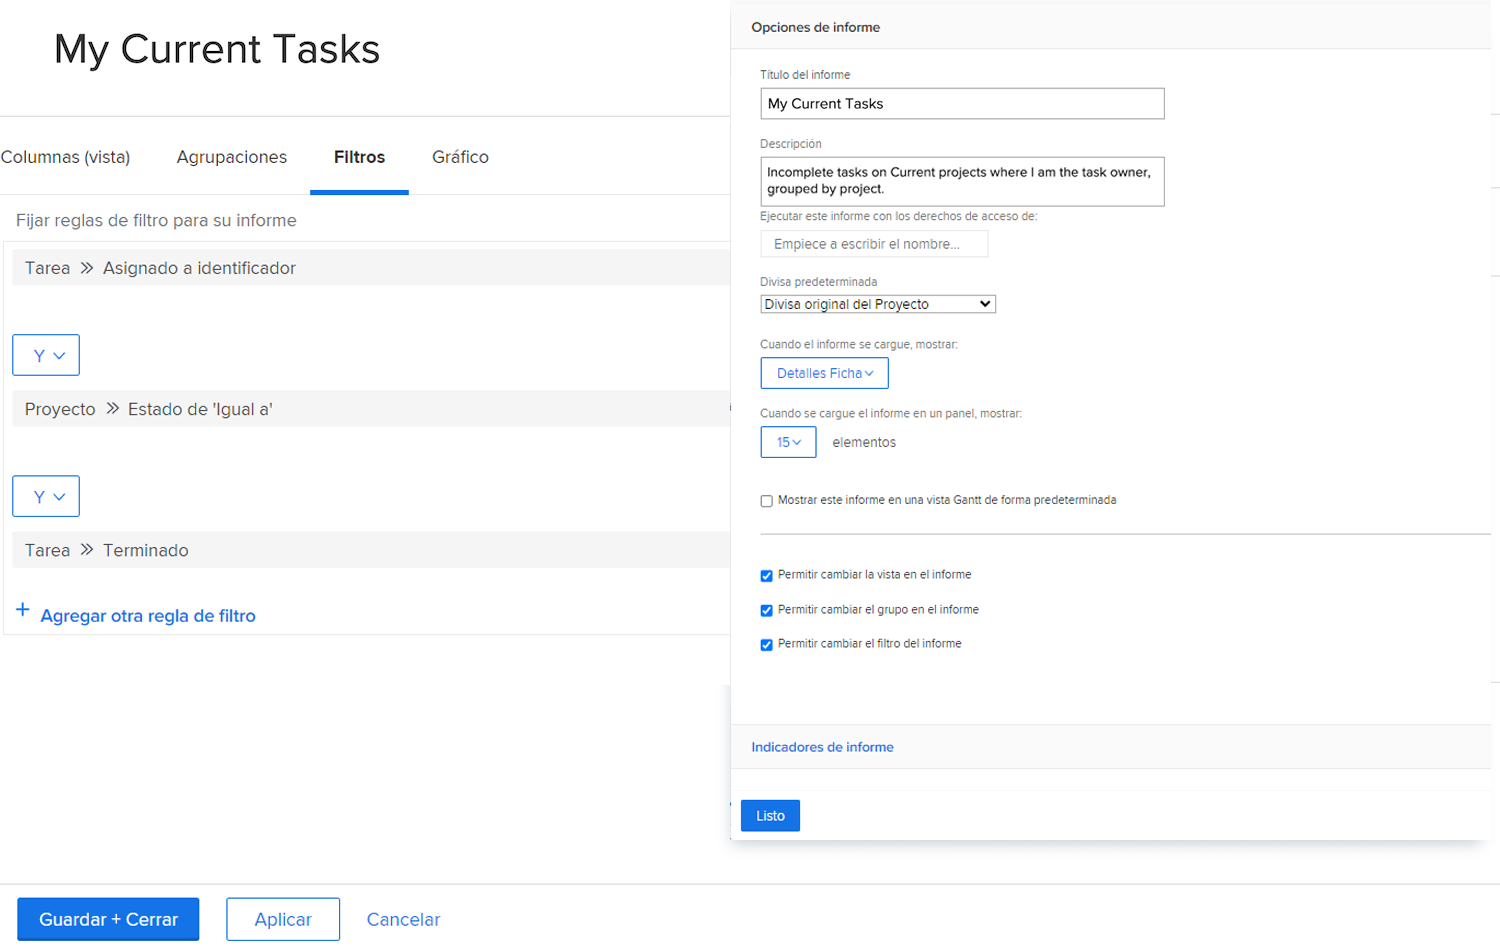 My Current Tasks
Columnas (vista)
Agrupaciones
Filtros
Gráfico
Fijar reglas de filtro para su informe
Tarea » Asignado a identificador
Y
Proyecto » Estado de 'Igual a'
Y
Tarea » Terminado
+ Agregar otra regla de filtro
Opciones de informe
Título del informe
My Current Tasks
Descripción
Incomplete tasks on Current projects where I am the task owner,
grouped by project.
Ejecutar este informe con los derechos de acceso de:
Empiece a escribir el nombre...
Divisa predeterminada
Divisa original del Proyecto
Cuando el informe se cargue, mostrar:
Detalles Ficha
Cuando se cargue el informe en un panel, mostrar:
15 elementos
Mostrar este informe en una vista Gantt de forma predeterminada
Permitir cambiar la vista en el informe
Permitir cambiar el grupo en el informe
Permitir cambiar el filtro del informe
Indicadores de informe
Listo
Guardar + Cerrar
Aplicar
Cancelar